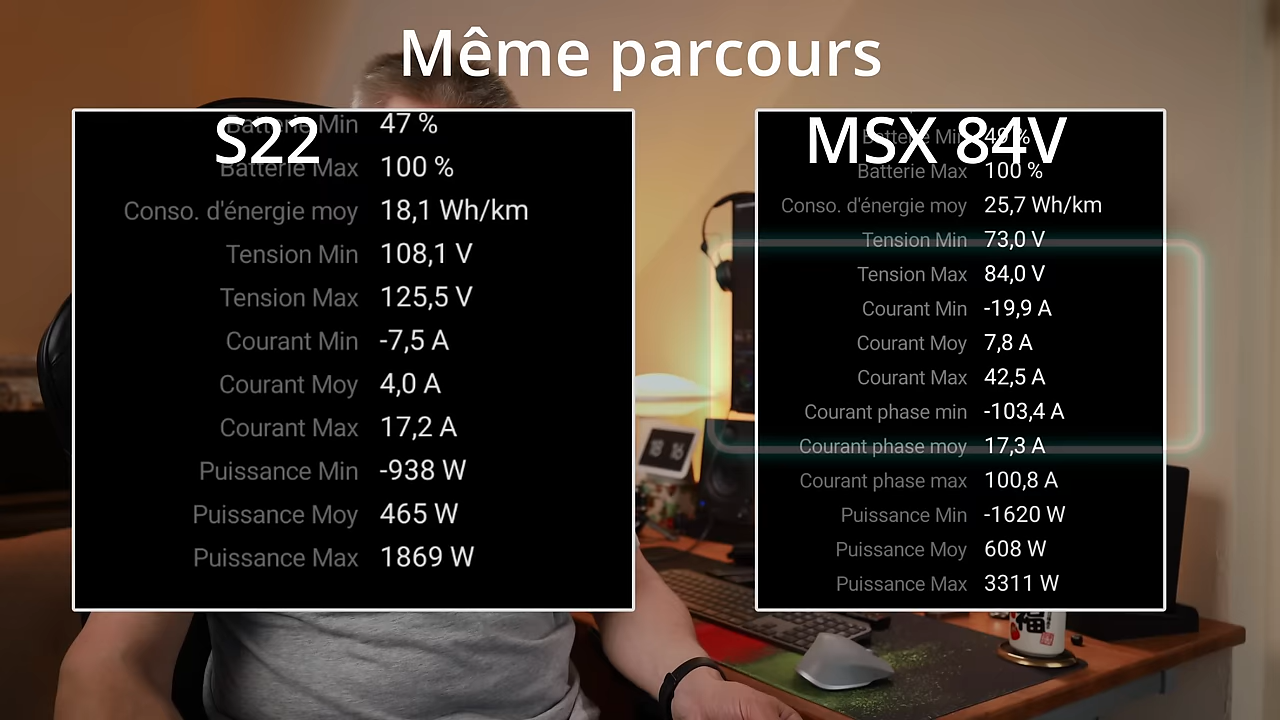 Même parcours
S22
Batterie Min 47 %
Batterie Max 100 %
Conso. d'énergie moy 18,1 Wh/km
Tension Min 108,1 V
Tension Max 125,5 V
Courant Min -7,5 A
Courant Moy 4,0 A
Courant Max 17,2 A
Puissance Min -938 W
Puissance Moy 465 W
Puissance Max 1869 W
MSX 84V
Batterie Min %
Batterie Max 100 %
Conso. d'énergie moy 25,7 Wh/km
Tension Min 73,0 V
Tension Max 84,0 V
Courant Min -19,9 A
Courant Moy 7,8 A
Courant Max 42,5 A
Courant phase min -103,4 A
Courant phase moy 17,3 A
Courant phase max 100,8 A
Puissance Min -1620 W
Puissance Moy 608 W
Puissance Max 3311 W
福